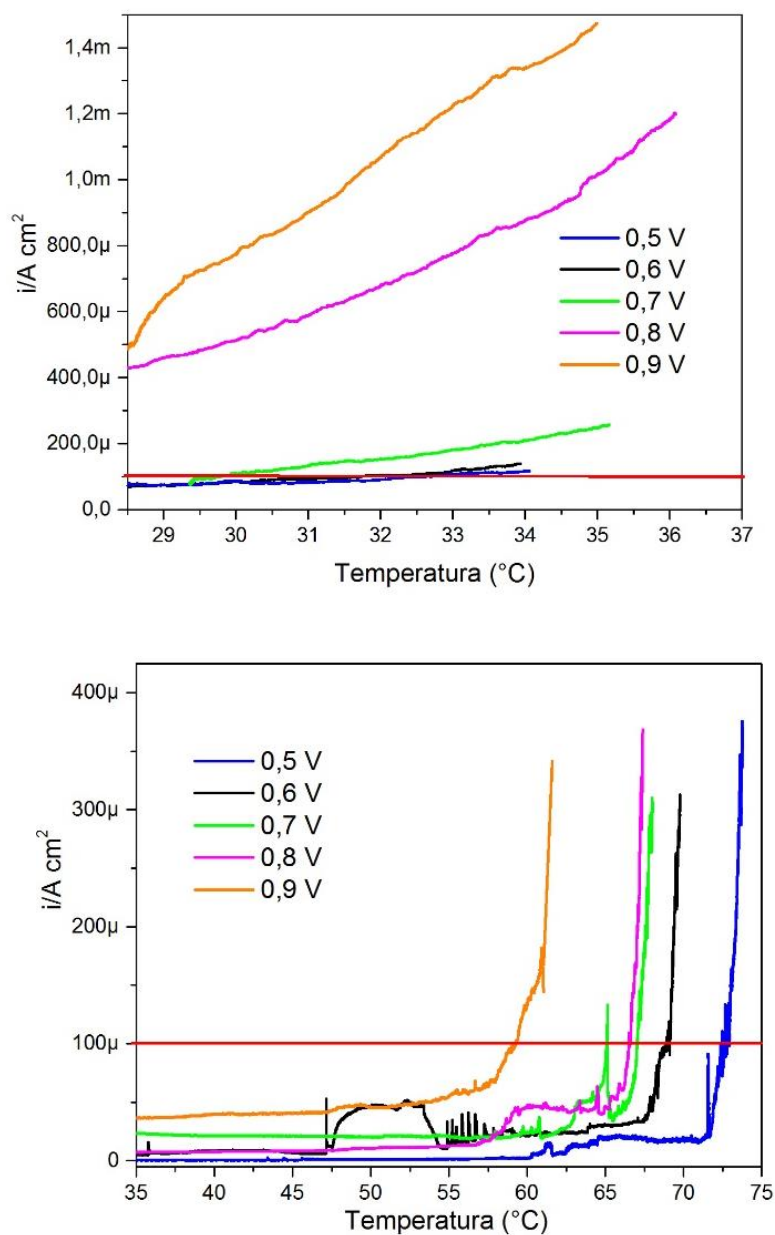 1,4m
1,2m
1,0m
800,0µ
600,0µ
400,0µ
200,0µ
0,0
i/A cm²
0,5 V
0,6 V
0,7 V
0,8 V
0,9 V
29 30 31 32 33 34 35 36 37
Temperatura (°C)
400µ
300µ
200µ
100µ
0
i/A cm²
0,5 V
0,6 V
0,7 V
0,8 V
0,9 V
35 40 45 50 55 60 65 70 75
Temperatura (°C)